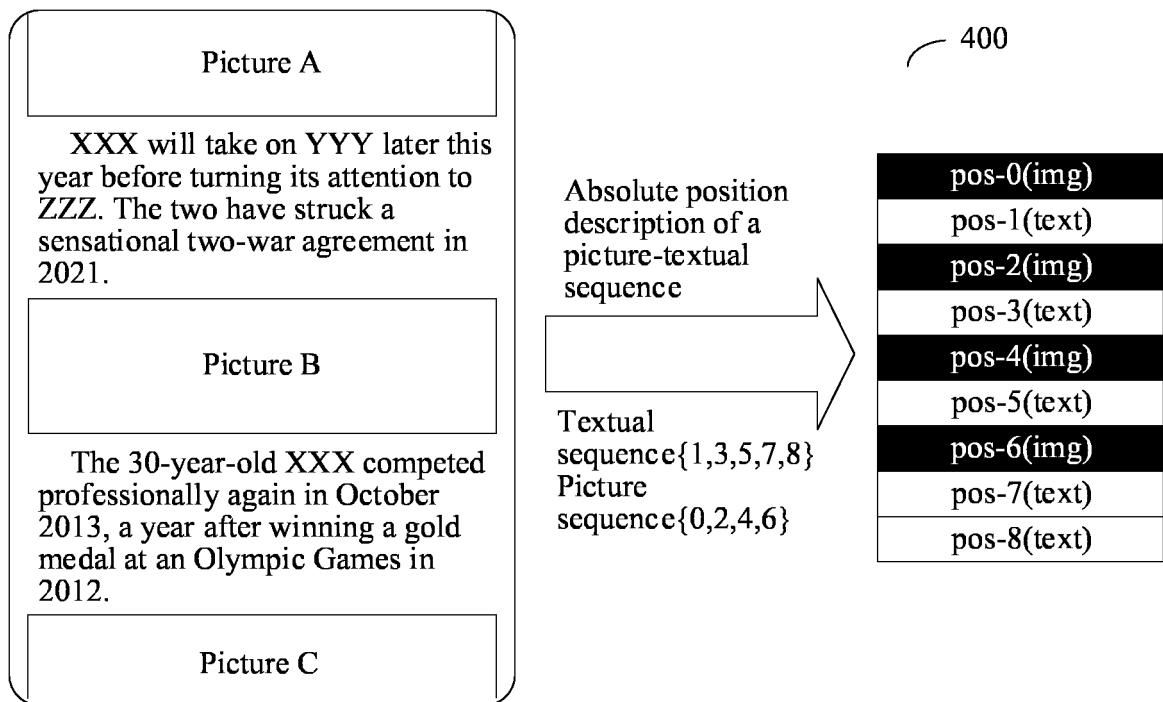 Picture A
XXX will take on YYY later this
year before turning its attention to
ZZZ. The two have struck a
sensational two-war agreement in
2021.
Picture B
The 30-year-old XXX competed
professionally again in October
2013, a year after winning a gold
medal at an Olympic Games in
2012.
Picture C
Absolute position
description of a
picture-textual
sequence
Textual
sequence{1,3,5,7,8}
Picture
sequence{0,2,4,6}
400
pos-0(img)
pos-1(text)
pos-2(img)
pos-3(text)
pos-4(img)
pos-5(text)
pos-6(img)
pos-7(text)
pos-8(text)